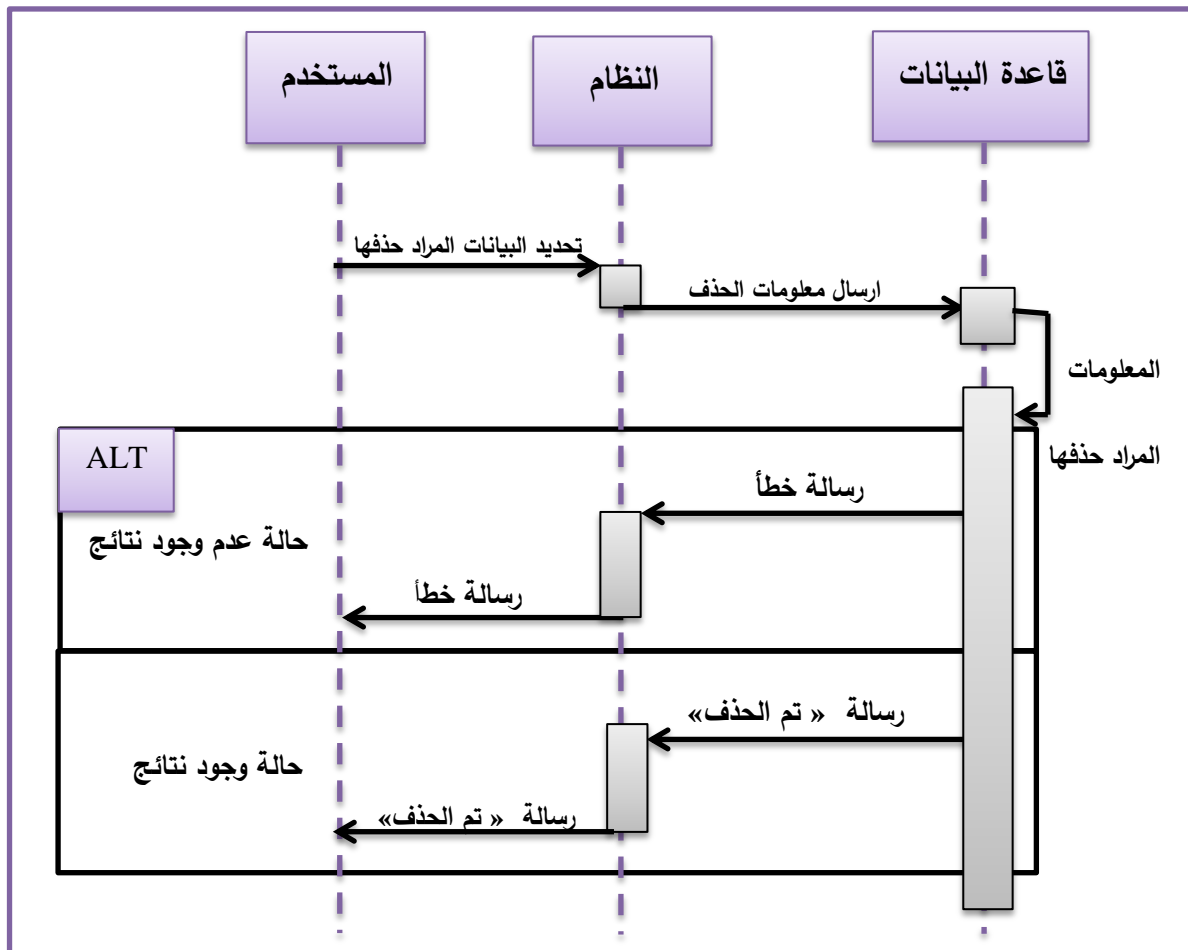 المستخدم
النظام
قاعدة البيانات
تحديد البيانات المراد حذفها
ارسال معلومات الحذف
المعلومات
المراد حذفها
ALT
رسالة خطأ
حالة عدم وجود نتائج
رسالة خطأ
رسالة « تم الحذف»
حالة وجود نتائج
رسالة « تم الحذف»